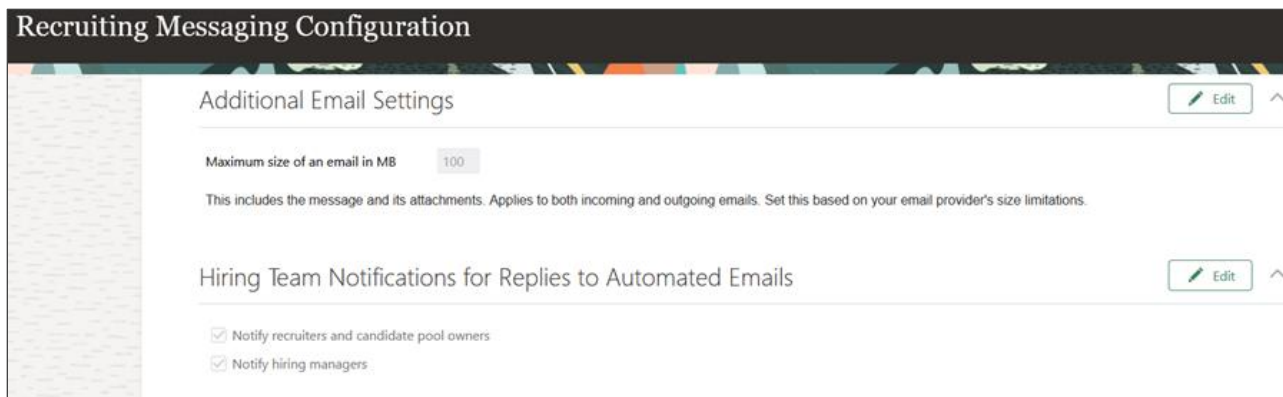 Recruiting Messaging Configuration
Additional Email Settings
Edit
Maximum size of an email in MB 100
This includes the message and its attachments. Applies to both incoming and outgoing emails. Set this based on your email provider's size limitations.
Hiring Team Notifications for Replies to Automated Emails
Edit
Notify recruiters and candidate pool owners
Notify hiring managers